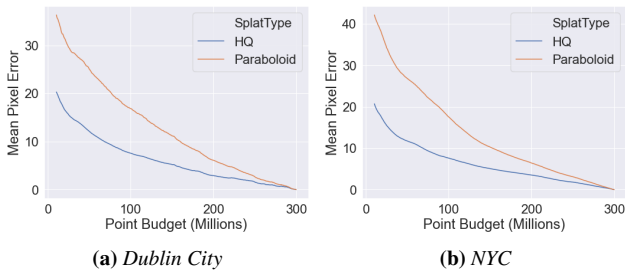 SplatType
HQ
Paraboloid
Mean Pixel Error
30
20
10
0
0
100
200
300
Point Budget (Millions)
(a) Dublin City
SplatType
HQ
Paraboloid
Mean Pixel Error
40
30
20
10
0
0
100
200
300
Point Budget (Millions)
(b) NYC